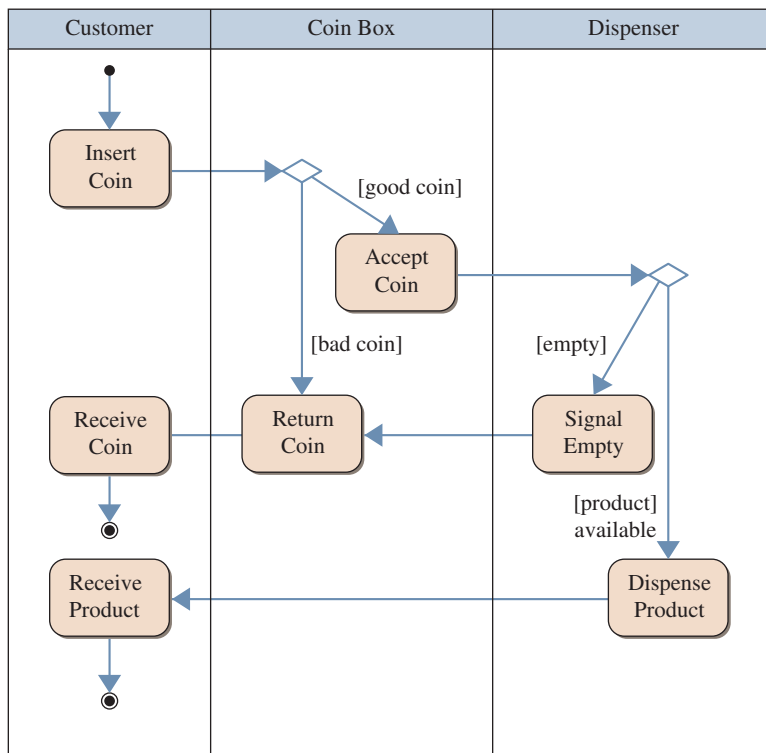 Customer
Coin Box
Dispenser
Insert
Coin
[good coin]
Accept
Coin
[bad coin]
[empty]
Receive
Coin
Return
Coin
Signal
Empty
[product]
available
Receive
Product
Dispense
Product